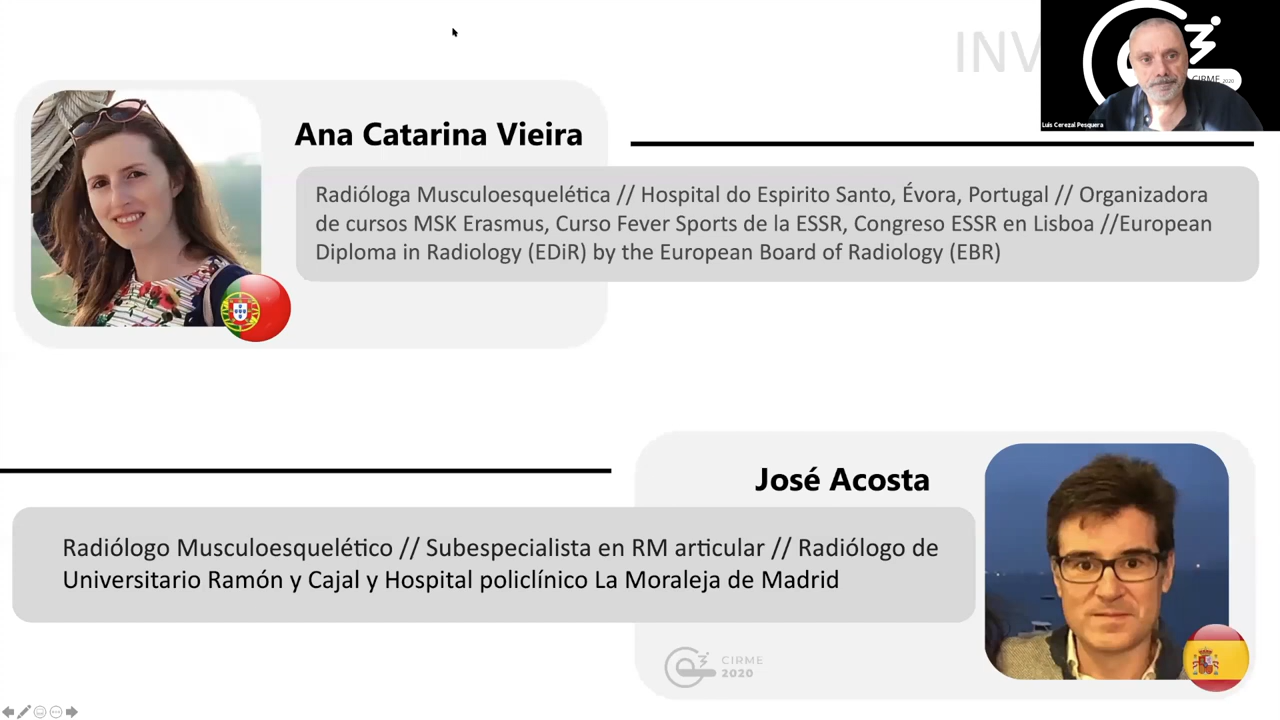 INV
CIRME 2020
Luis Cerezal Pesquera
Ana Catarina Vieira
Radióloga Musculoesquelética // Hospital do Espirito Santo, Évora, Portugal // Organizadora
de cursos MSK Erasmus, Curso Fever Sports de la ESSR, Congreso ESSR en Lisboa //European
Diploma in Radiology (EDiR) by the European Board of Radiology (EBR)
José Acosta
Radiólogo Musculoesquelético // Subespecialista en RM articular // Radiólogo de
Universitario Ramón y Cajal y Hospital policlínico La Moraleja de Madrid
CIRME
2020